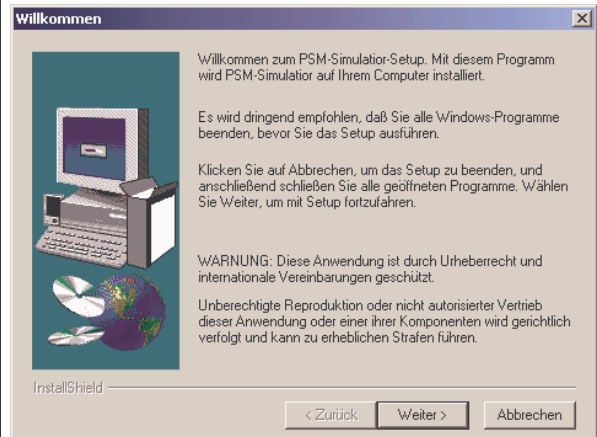 Willkommen
Willkommen zum PSM-Simulatior-Setup. Mit diesem Programm
wird PSM-Simulatior auf Ihrem Computer installiert.
Es wird dringend empfohlen, daß Sie alle Windows-Programme
beenden, bevor Sie das Setup ausführen.
Klicken Sie auf Abbrechen, um das Setup zu beenden, und
anschließend schließen Sie alle geöffneten Programme. Wählen
Sie Weiter, um mit Setup fortzufahren.
WARNUNG: Diese Anwendung ist durch Urheberrecht und
internationale Vereinbarungen geschützt.
Unberechtigte Reproduktion oder nicht autorisierter Vertrieb
dieser Anwendung oder einer ihrer Komponenten wird gerichtlich
verfolgt und kann zu erheblichen Strafen führen.
InstallShield
< Zurück Weiter > Abbrechen